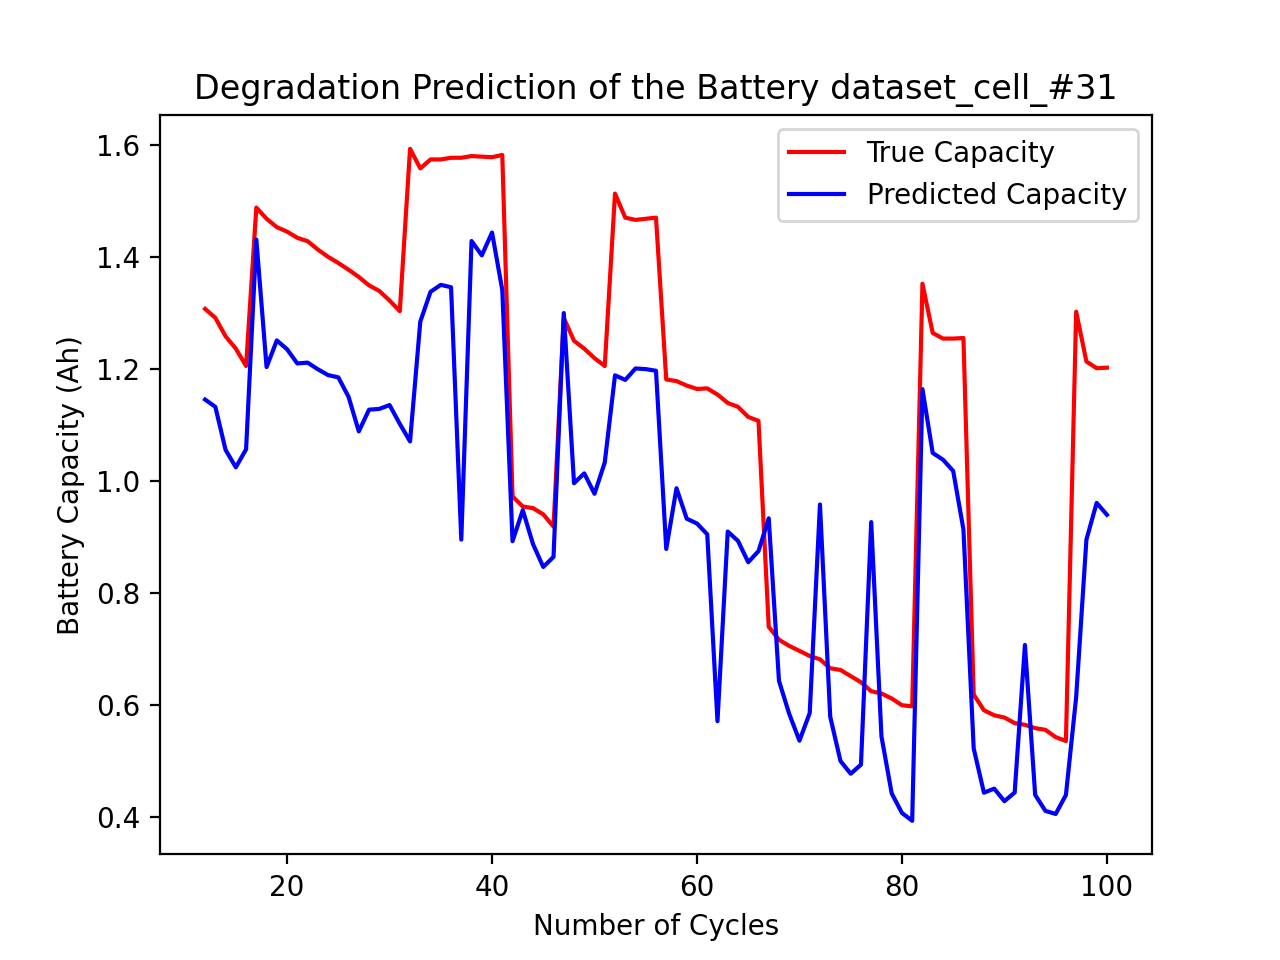 Degradation Prediction of the Battery dataset_cell_#31
True Capacity
Predicted Capacity
Battery Capacity (Ah)
1.6
1.4
1.2
1.0
0.8
0.6
0.4
20 40 60 80 100
Number of Cycles